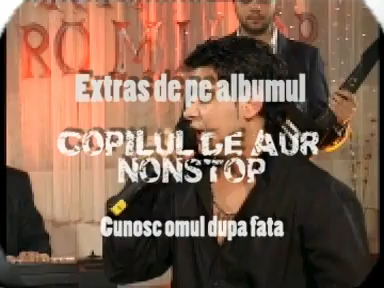 Extras de pe albumul
COPILUL DE AUR
NONSTOP
Cunosc omul dupa fata